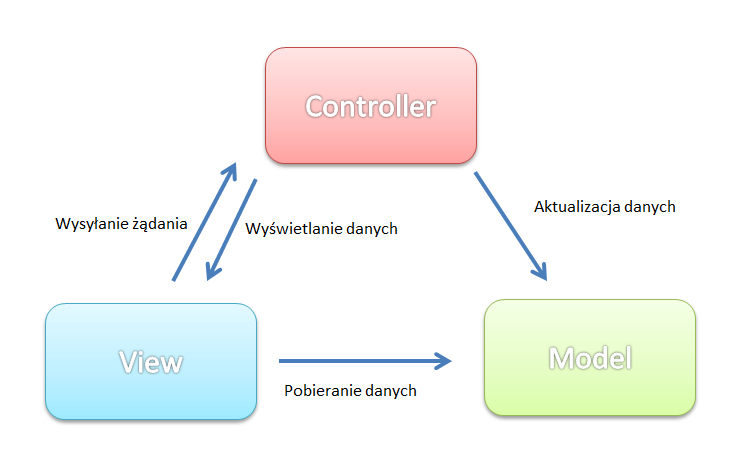 Controller
Wysyłanie żądania
Wyświetlanie danych
Aktualizacja danych
View
Model
Pobieranie danych